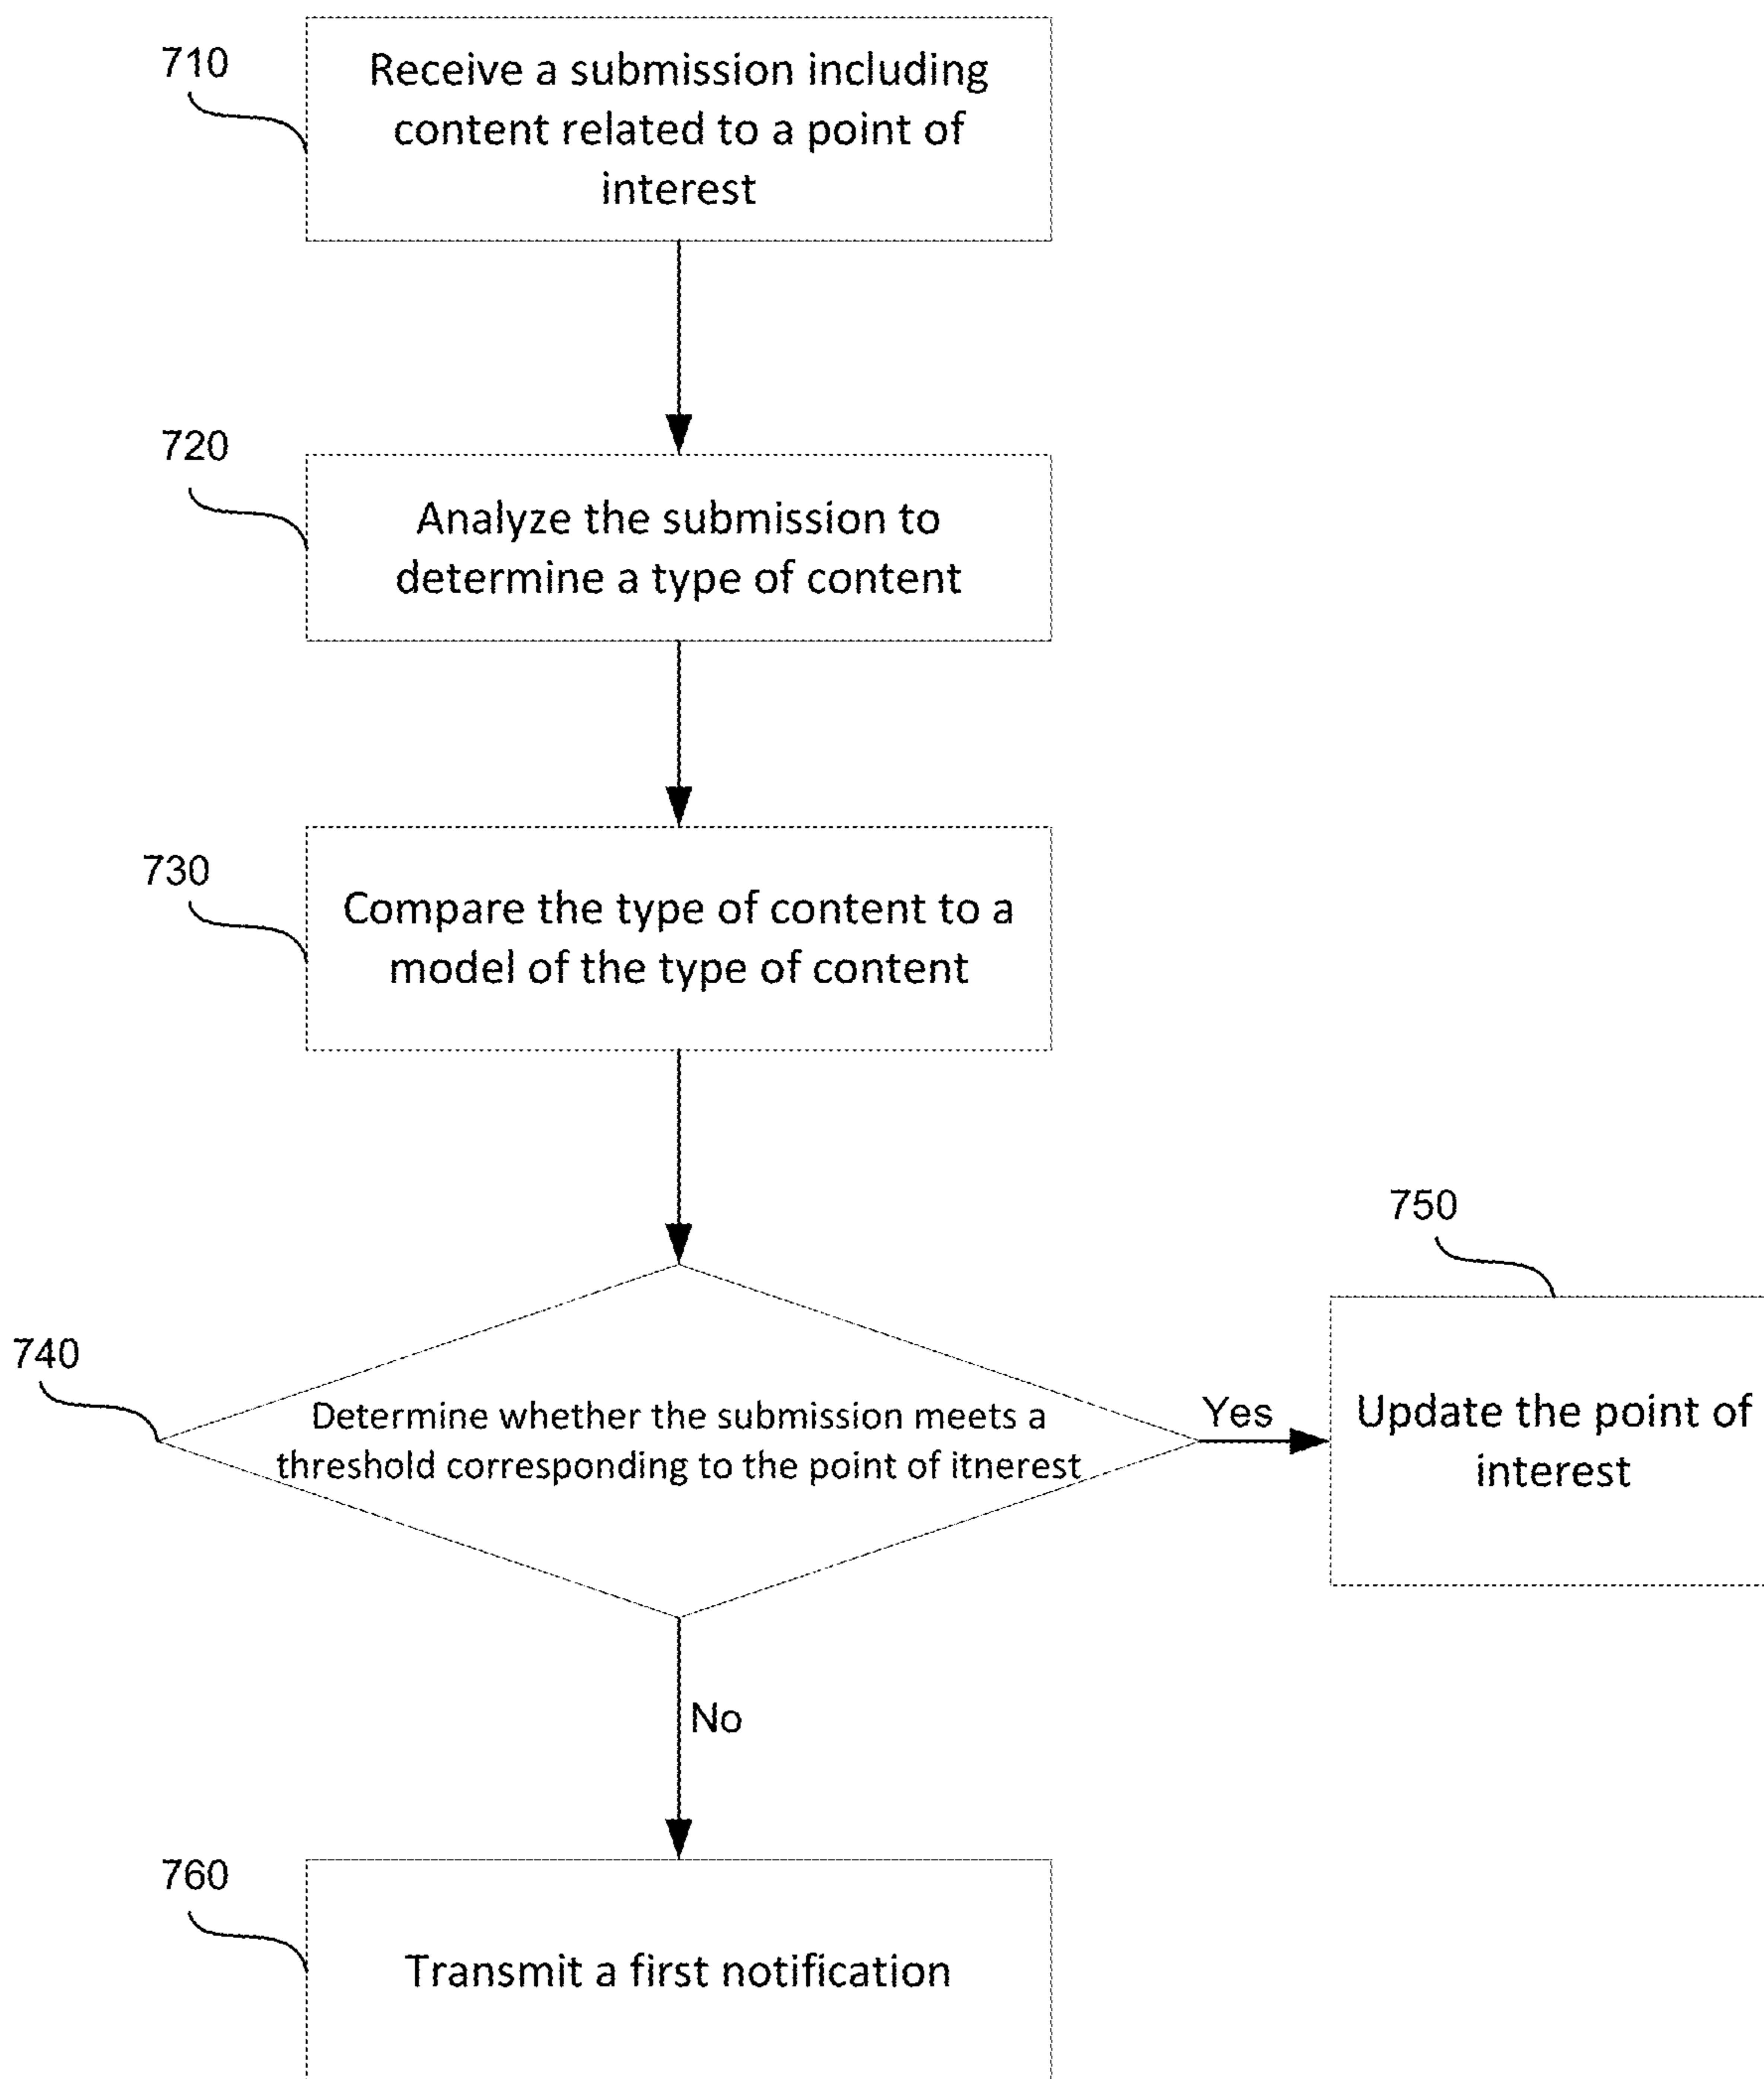 710
Receive a submission including
content related to a point of
interest
720
Analyze the submission to
determine a type of content
730
Compare the type of content to a
model of the type of content
740
Determine whether the submission meets a
threshold corresponding to the point of itnerest
Yes
750
Update the point of
interest
No
760
Transmit a first notification